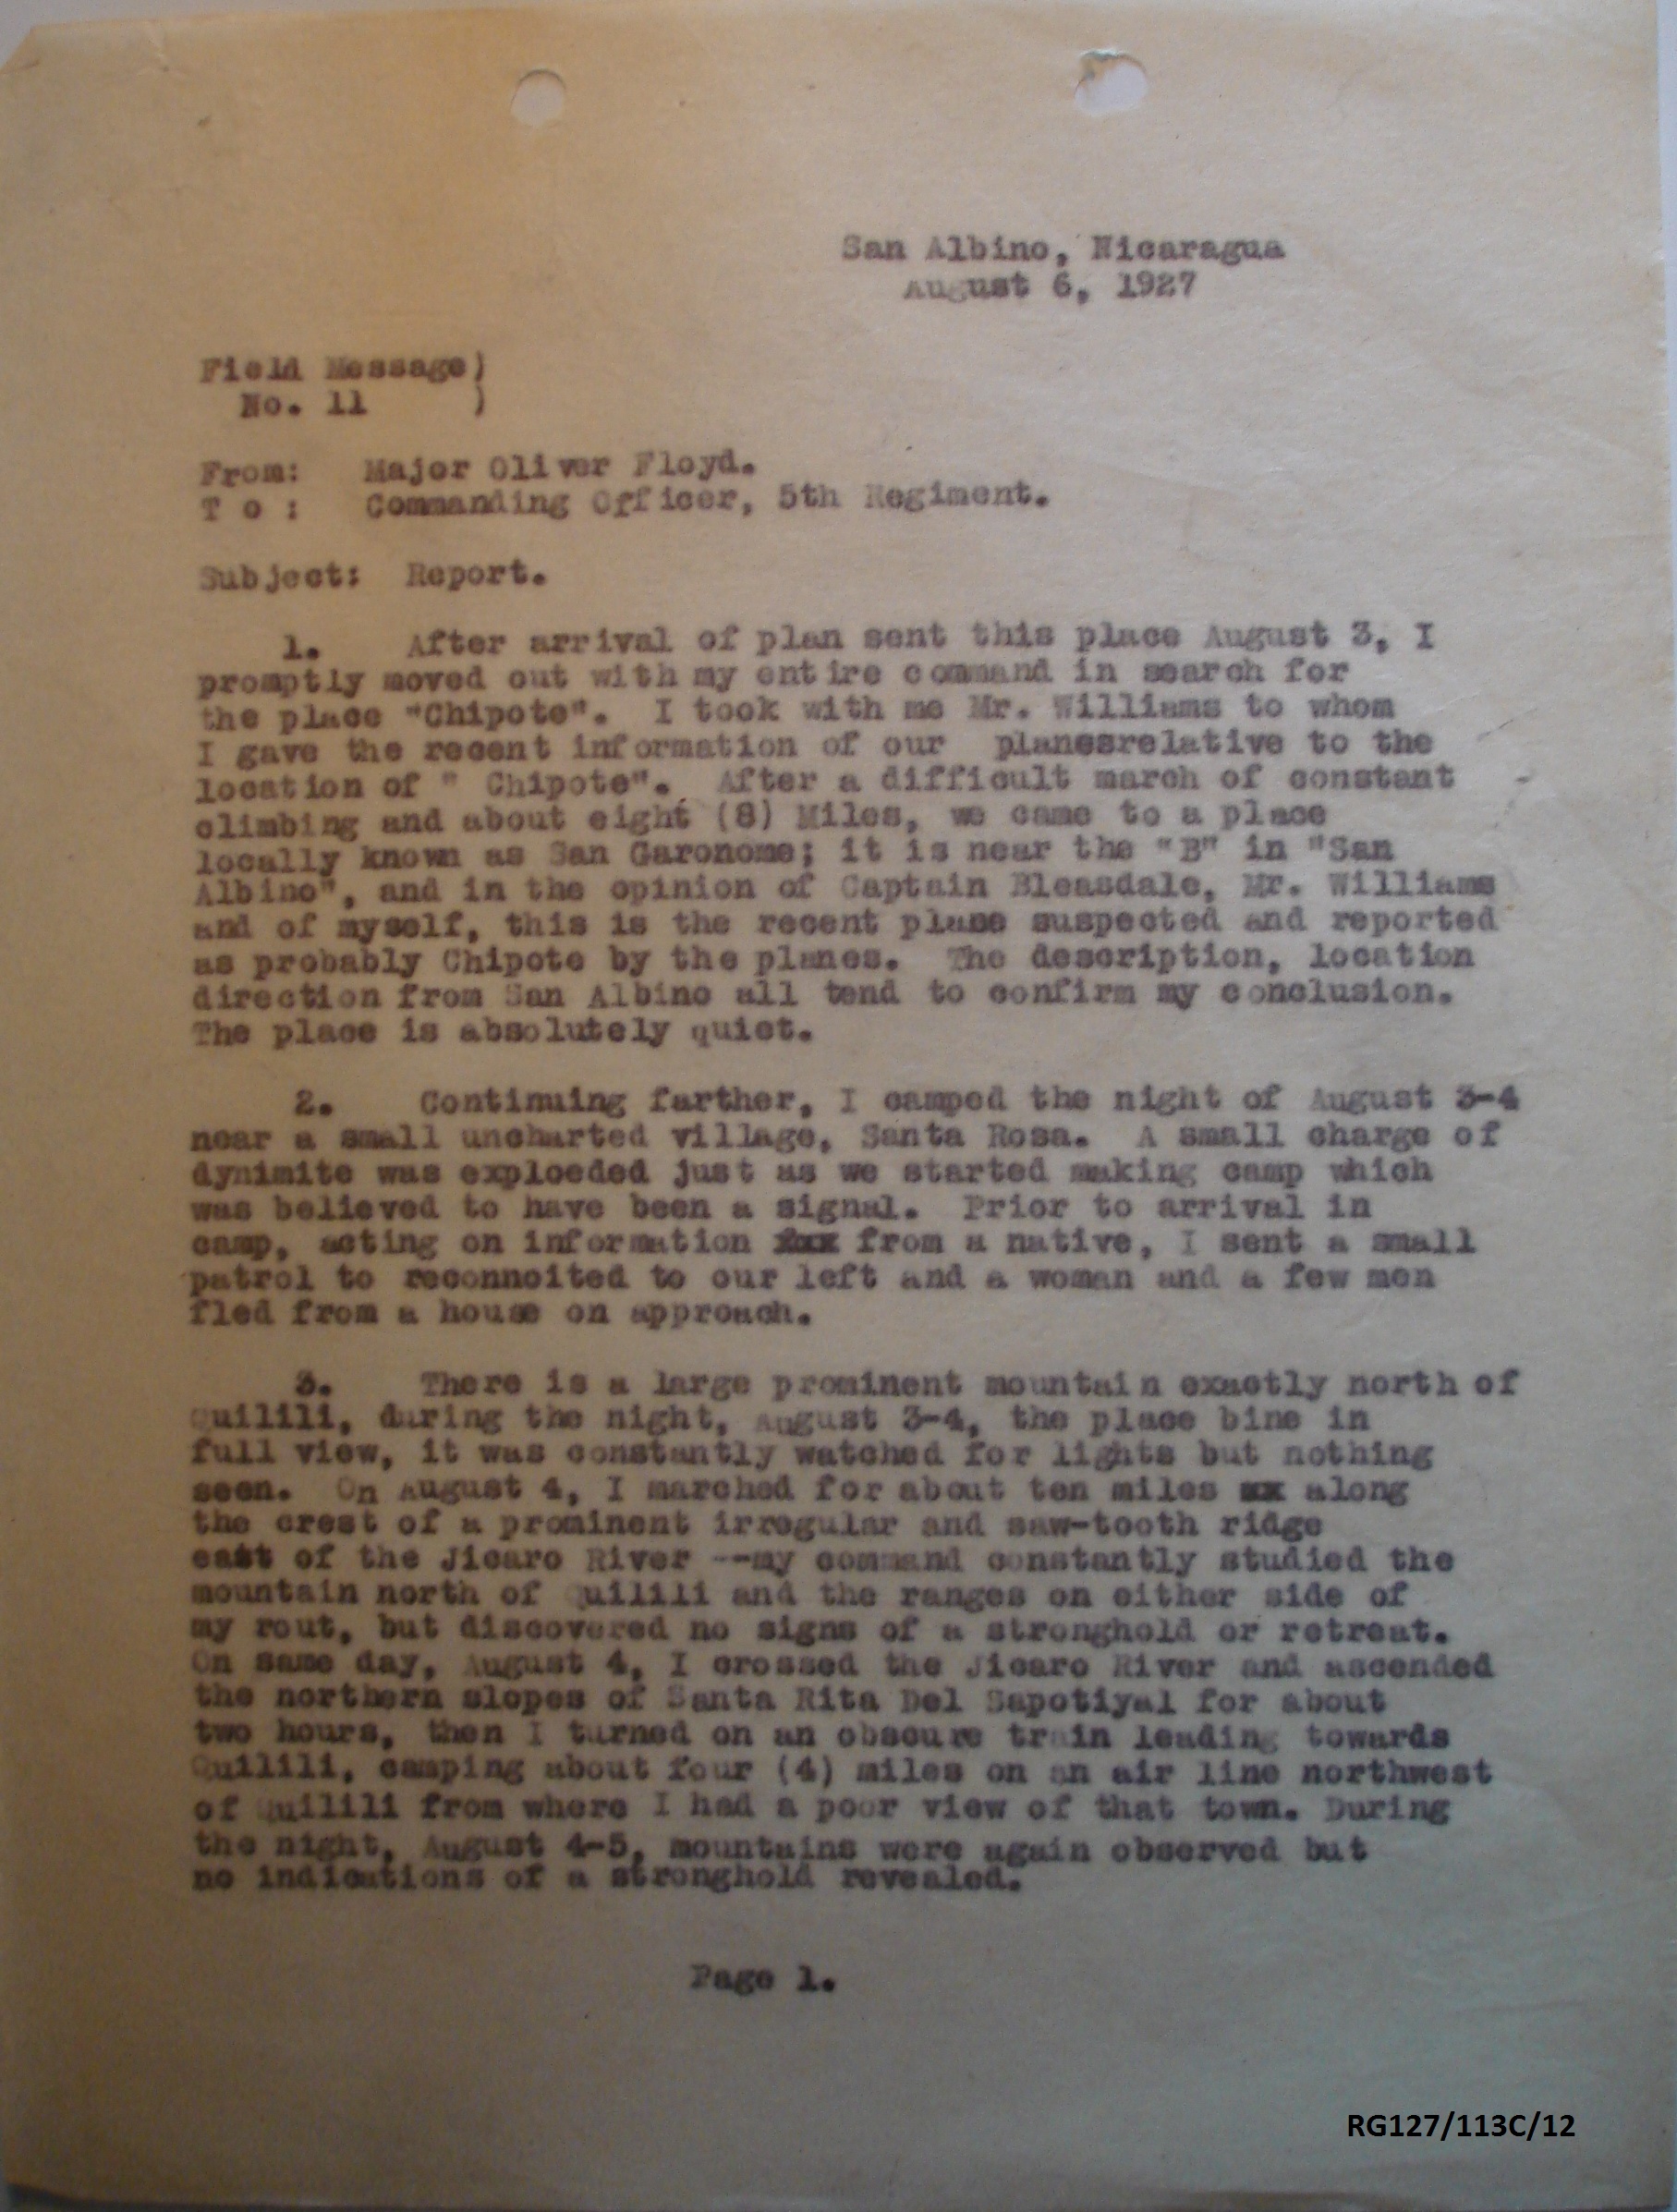 San Albino, Nicaragua
August 6, 1927
Field Message)
No. 11 )
From: Major Oliver Floyd.
T o : Commanding Officer, 5th Regiment.
Subject: Report.
1. After arrival of plan sent this place August 3, I
promptly moved out with my entire command in search for
the place "Chipote". I took with me Mr. Williams to whom
I gave the recent information of our planesrelative to the
location of " Chipote". After a difficult march of constant
climbing and about eight (8) Miles, we came to a place
locally known as San Garonome; it is near the "B" in "San
Albino", and in the opinion of Captain Bleasdale, Mr. Williams
and of myself, this is the recent place suspected and reported
as probably Chipote by the planes. The description, location
direction from San Albino all tend to confirm my conclusion.
The place is absolutely quiet.
2. Continuing farther, I camped the night of August 3-4
near a small uncharted village, Santa Rosa. A small charge of
dynimite was exploeded just as we started making camp which
was believed to have been a signal. Prior to arrival in
camp, acting on information xxx from a native, I sent a small
patrol to reconnoited to our left and a woman and a few men
fled from a house on approach.
3. There is a large prominent mountain exactly north of
Quilili, during the night, August 3-4, the place bine in
full view, it was constantly watched for lights but nothing
seen. On August 4, I marched for about ten miles xx along
the crest of a prominent irregular and saw-tooth ridge
east of the Jicaro River --my command constantly studied the
mountain north of Quilili and the ranges on either side of
my rout, but discovered no signs of a stronghold or retreat.
On same day, August 4, I crossed the Jicaro River and ascended
the northern slopes of Santa Rita Del Sapotiyal for about
two hours, then I turned on an obscure train leading towards
Quilili, camping about four (4) miles on an air line northwest
of Quilili from where I had a poor view of that town. During
the night, August 4-5, mountains were again observed but
no indications of a stronghold revealed.
Page 1.
RG127/113C/12